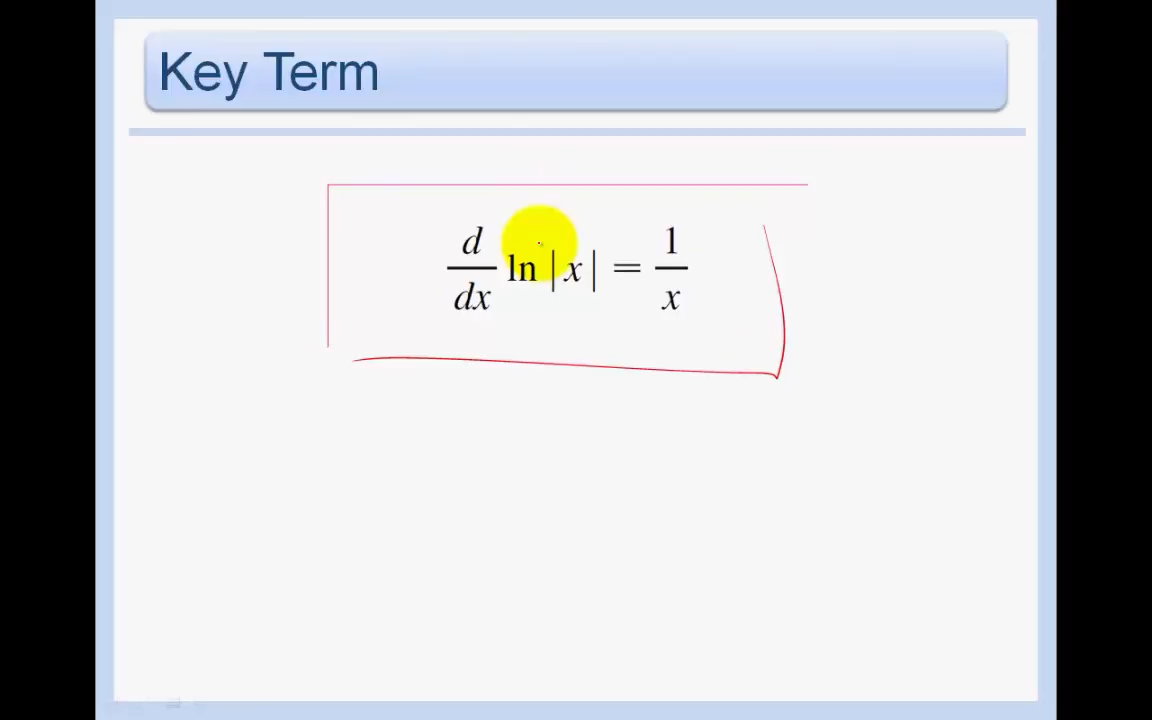 Key Term
d/dx ln|x| = 1/x